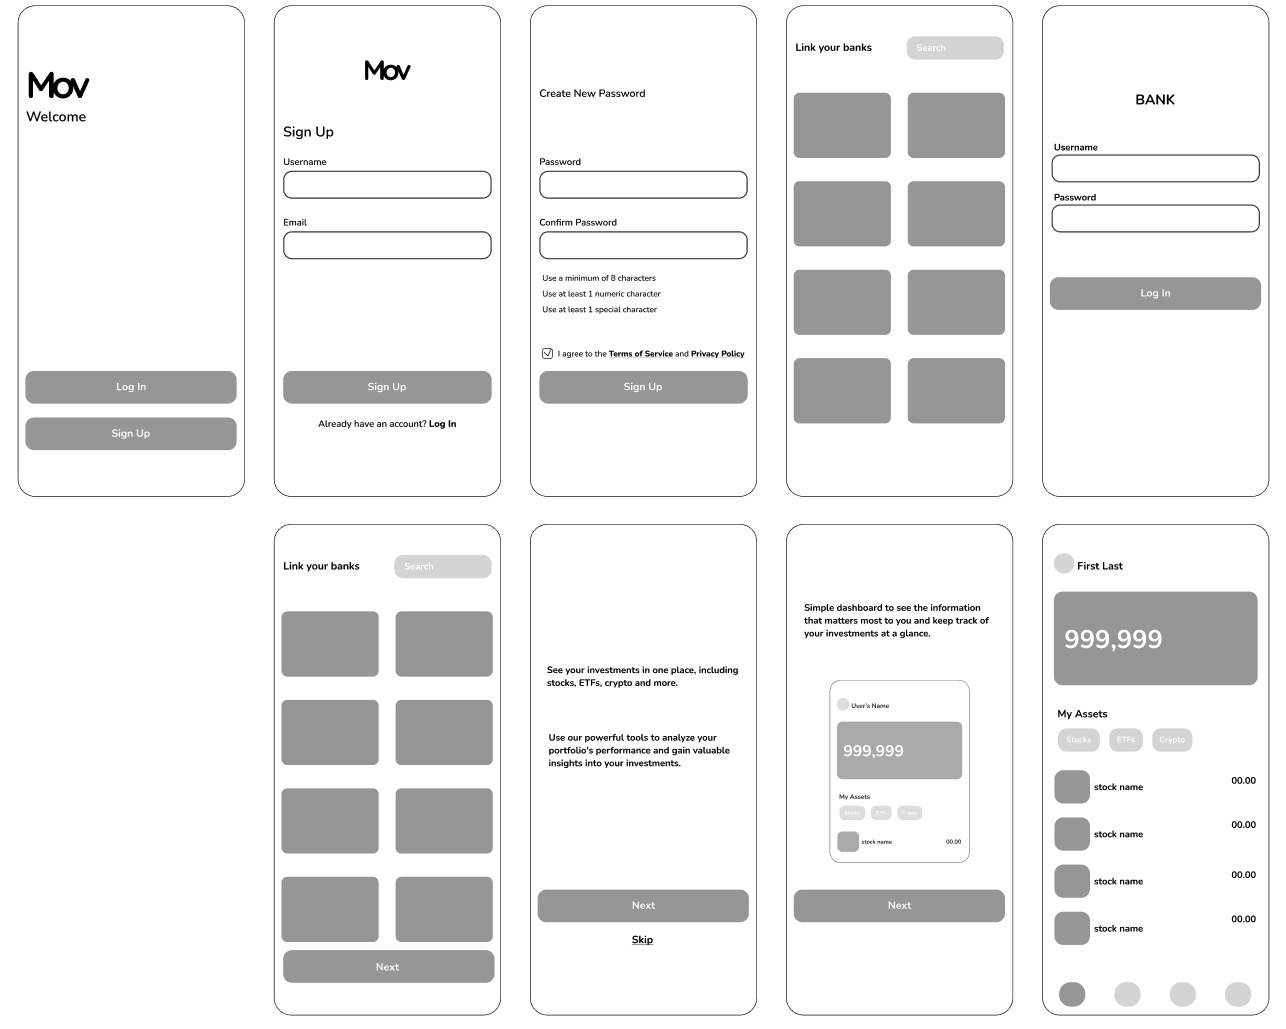 Mov
Welcome
Log In
Sign Up
Mov
Sign Up
Username
Email
Sign Up
Already have an account? Log In
Create New Password
Password
Confirm Password
Use a minimum of 8 characters
Use at least 1 numeric character
Use at least 1 special character
I agree to the Terms of Service and Privacy Policy
Sign Up
Link your banks
Search
BANK
Username
Password
Log In
Link your banks
Search
Next
See your investments in one place, including
stocks, ETFs, crypto and more.
Use our powerful tools to analyze your
portfolio's performance and gain valuable
insights into your investments.
Next
Skip
Simple dashboard to see the information
that matters most to you and keep track of
your investments at a glance.
User's Name
999,999
My Assets
Stocks ETFs Crypto
stock name 00.00
Next
First Last
999,999
My Assets
Stocks ETFs Crypto
stock name 00.00
stock name 00.00
stock name 00.00
stock name 00.00